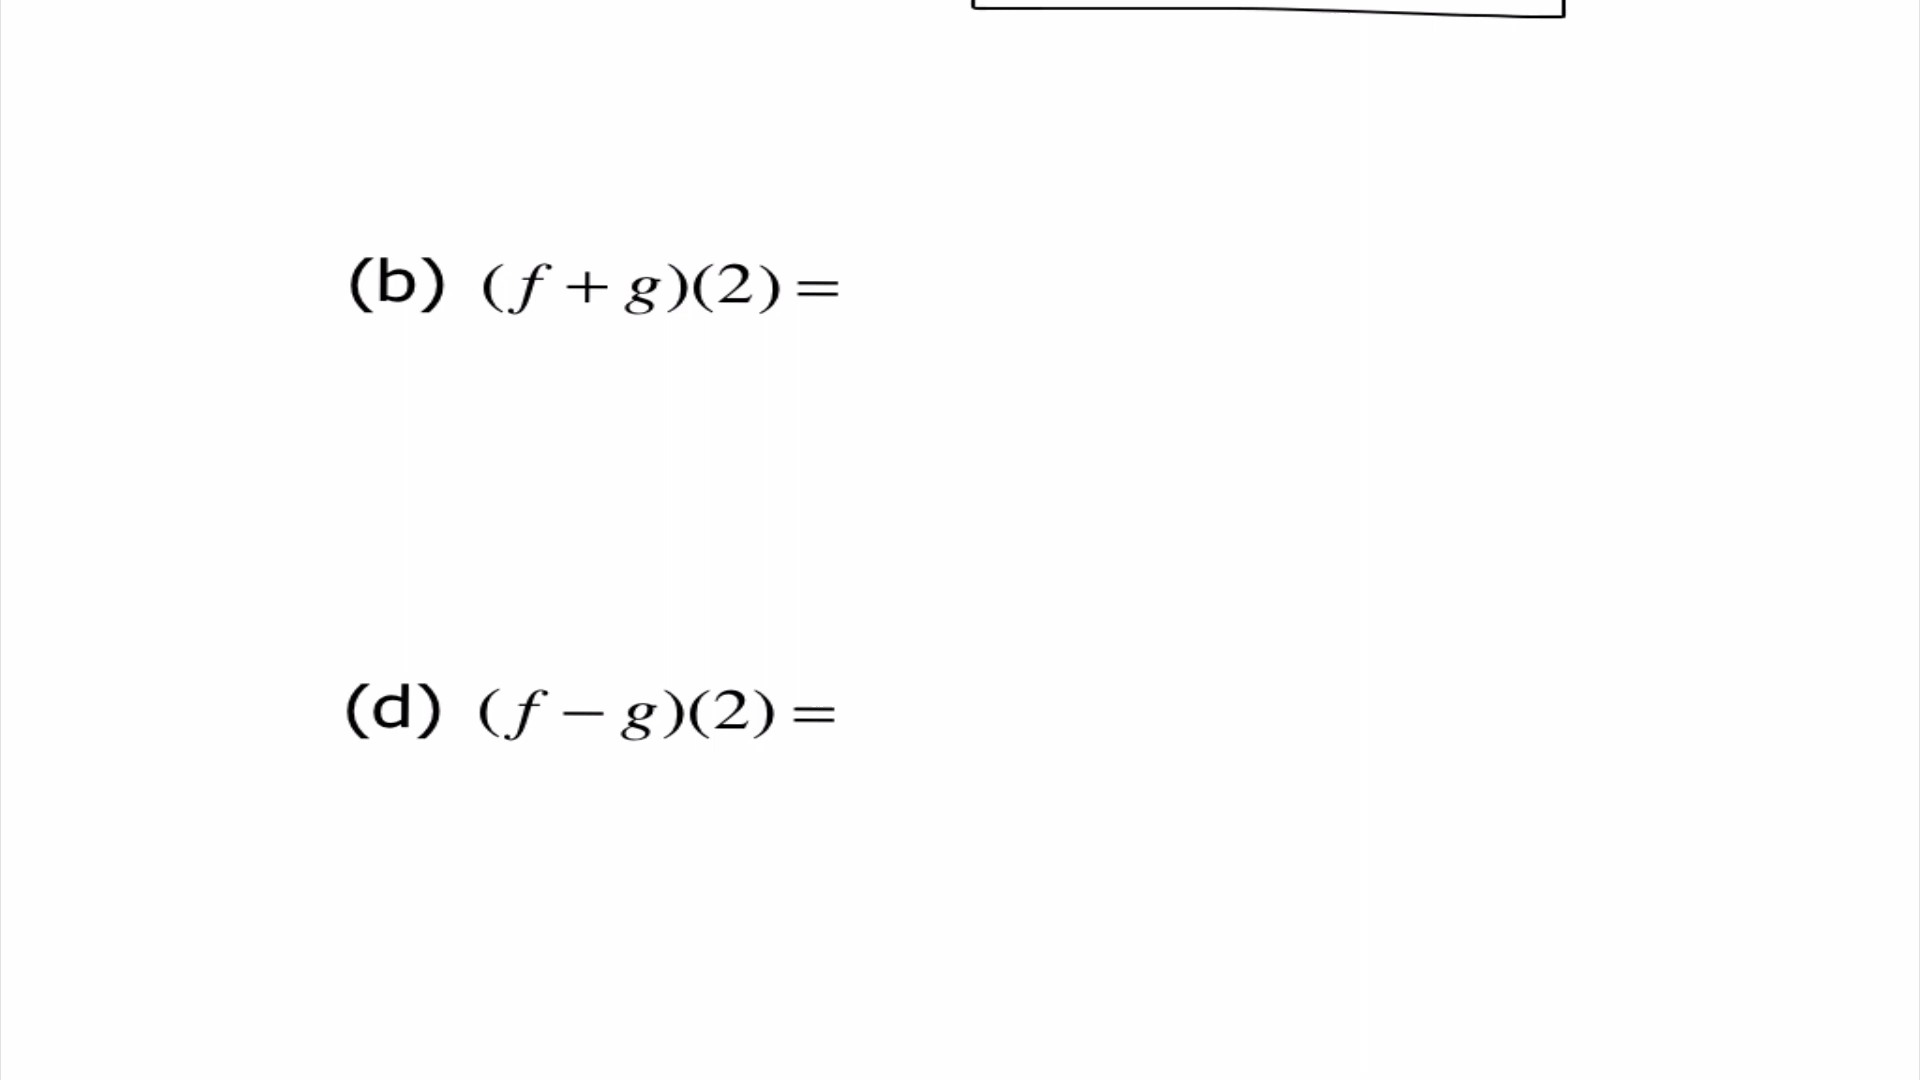 (b) (f + g)(2) =
(d) (f − g)(2) =